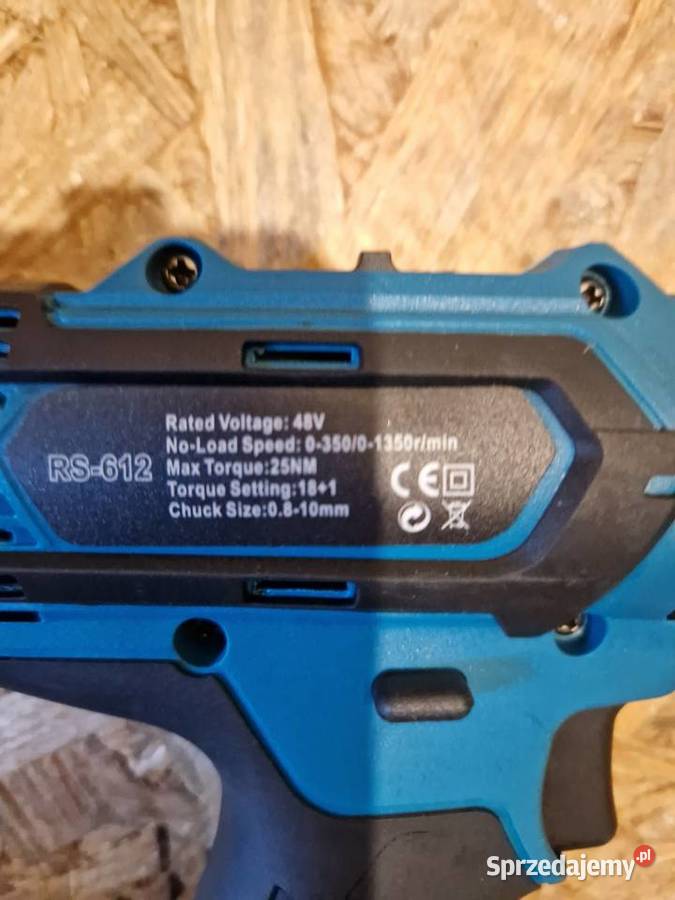 RS-612
Rated Voltage: 48V
No-Load Speed: 0-350/0-1350r/min
Max Torque:25NM
Torque Setting:18+1
Chuck Size:0.8-10mm
CE
Sprzedajemy.pl